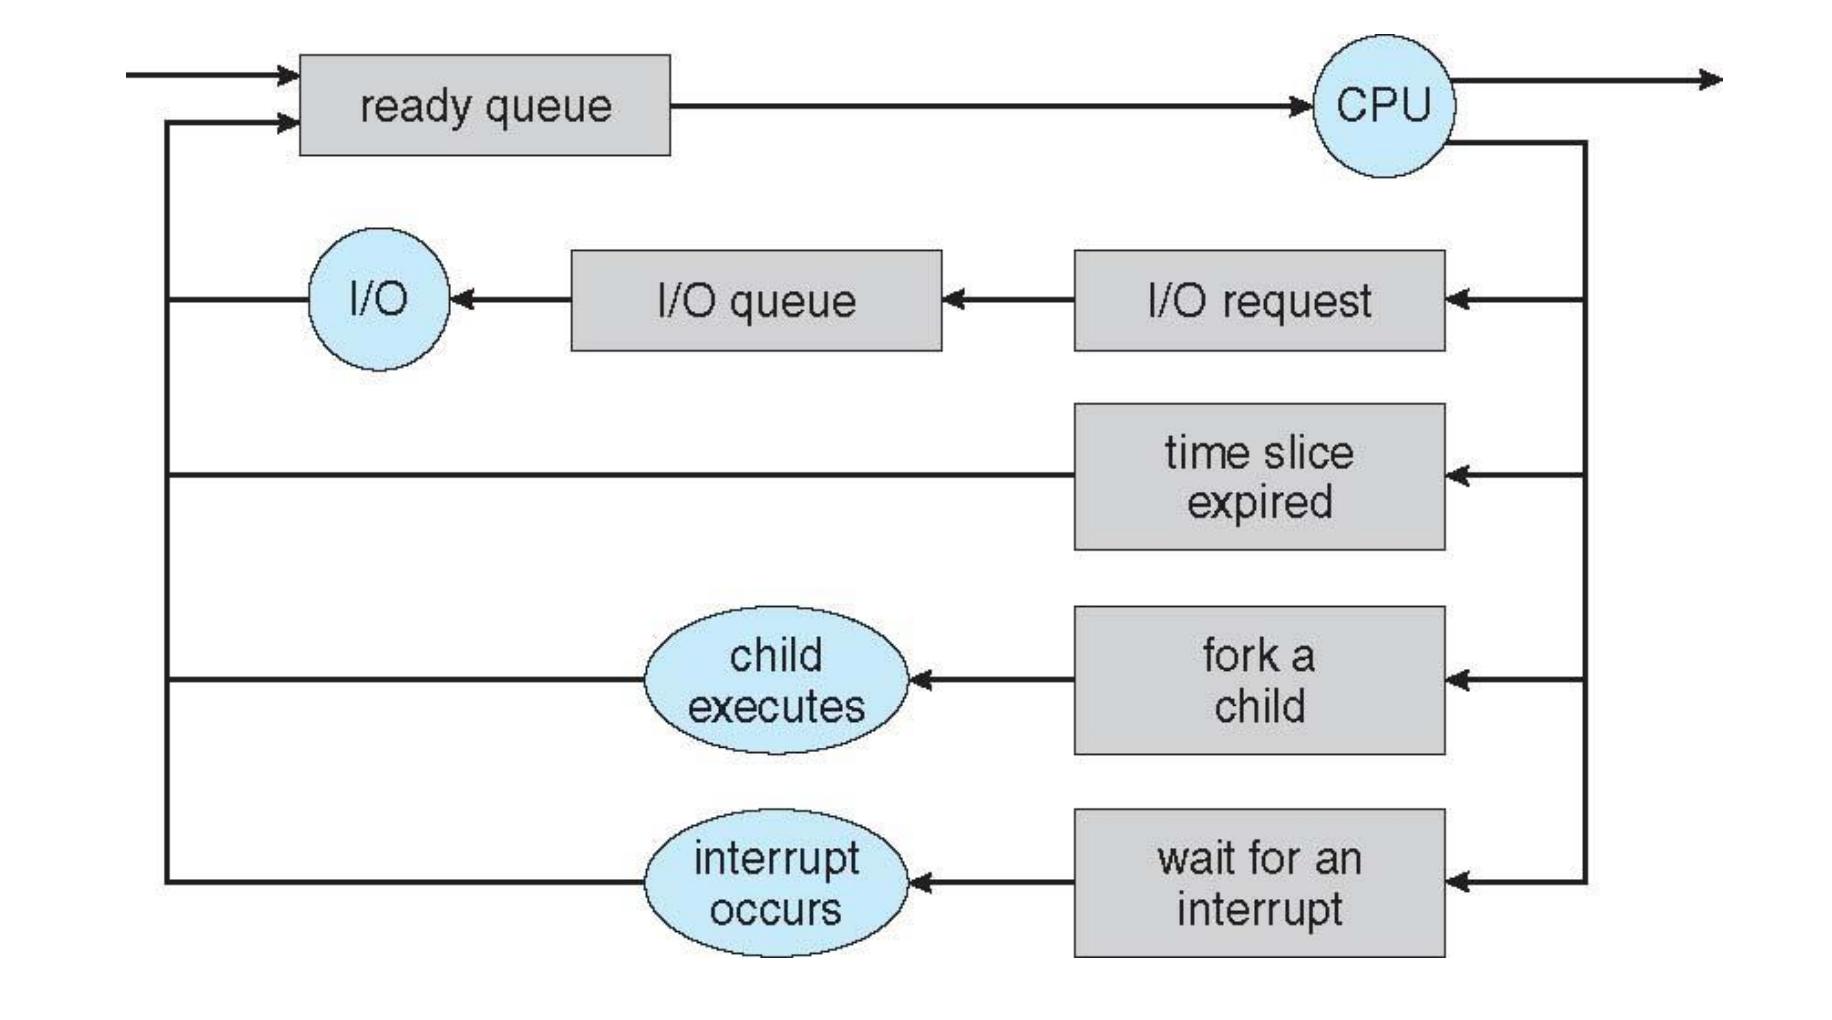 ready queue
CPU
I/O
I/O queue
I/O request
time slice
expired
child
executes
fork a
child
interrupt
occurs
wait for an
interrupt